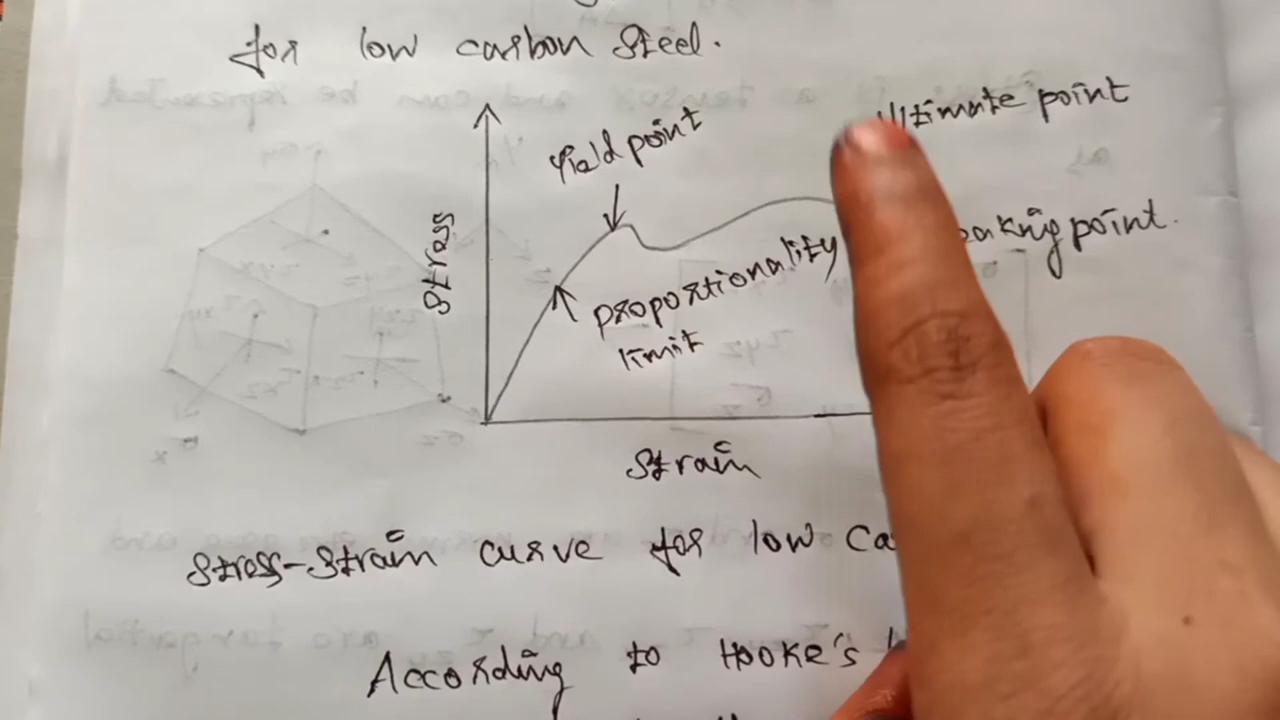 for low carbon steel.
Yield point
Ultimate point
Stress
point.
proportionality
limit
Strain
Stress-Strain curve for low
According to Hooke's